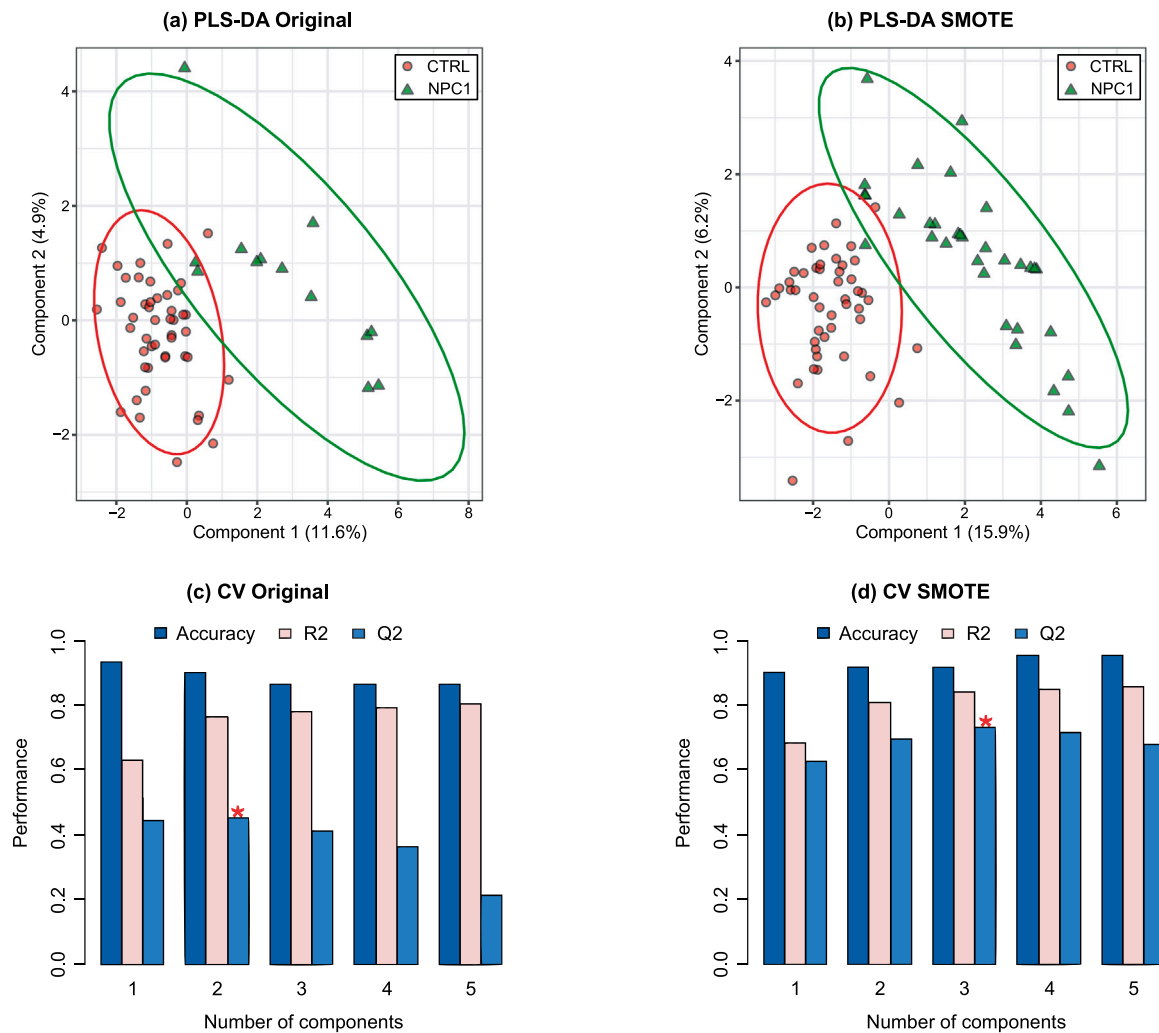 (a) PLS-DA Original
CTRL
NPC1
4
2
0
−2
Component 2 (4.9%)
−2 0 2 4 6 8
Component 1 (11.6%)
(b) PLS-DA SMOTE
CTRL
NPC1
4
2
0
−2
Component 2 (6.2%)
−2 0 2 4 6
Component 1 (15.9%)
(c) CV Original
Accuracy R2 Q2
1.0
0.8
0.6
0.4
0.2
0.0
Performance
1 2 3 4 5
Number of components
(d) CV SMOTE
Accuracy R2 Q2
1.0
0.8
0.6
0.4
0.2
0.0
Performance
1 2 3 4 5
Number of components